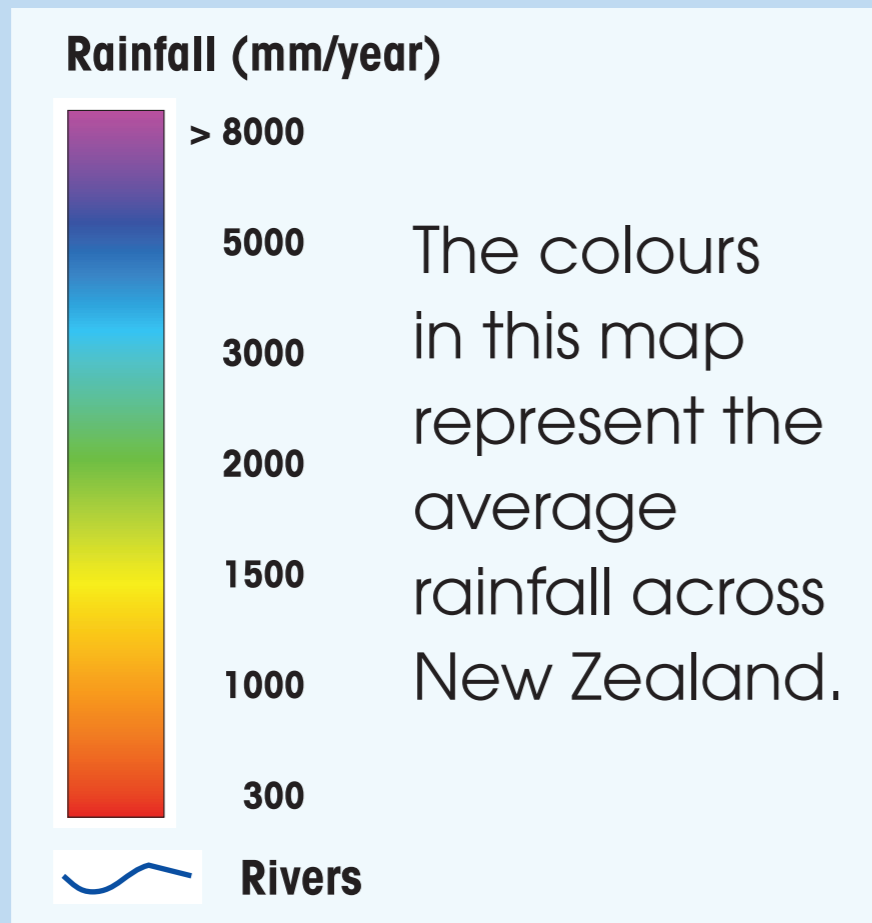 Rainfall (mm/year)
> 8000
5000
3000
2000
1500
1000
300
The colours
in this map
represent the
average
rainfall across
New Zealand.
Rivers